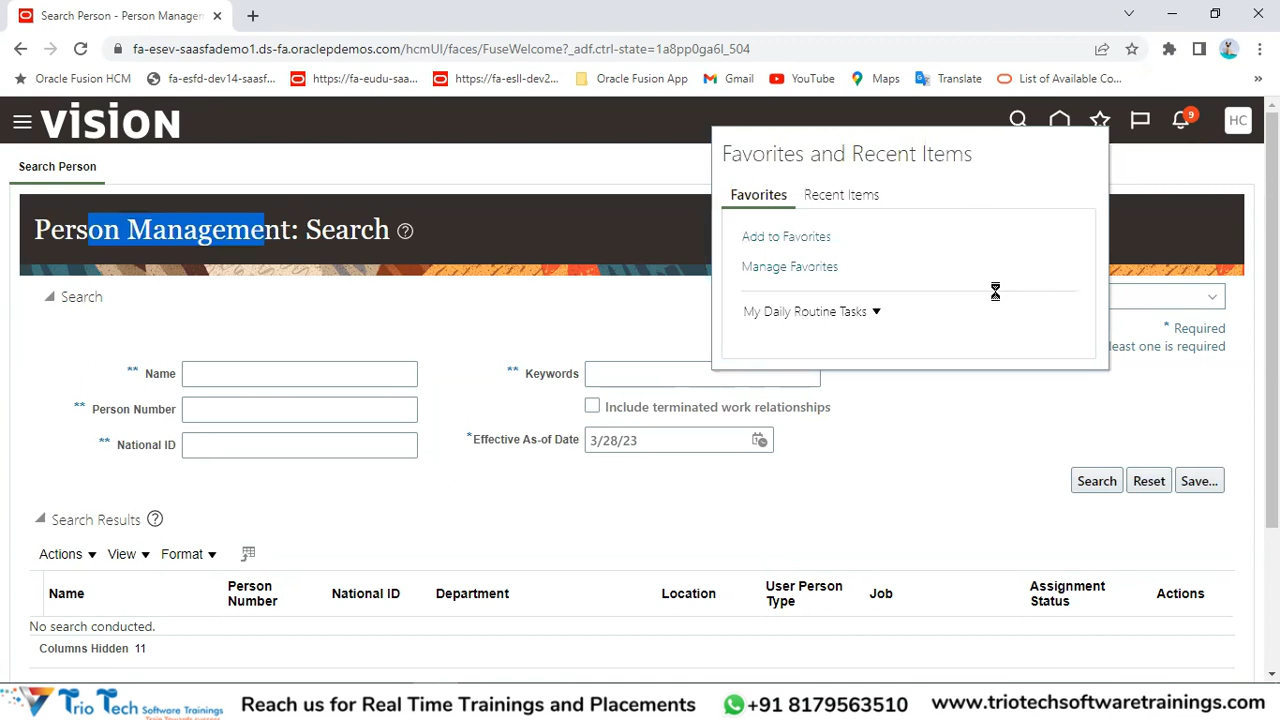 Search Person - Person Manager
fa-esev-saasfademo1.ds-fa.oraclepdemos.com/hcmUI/faces/FuseWelcome?_adf.ctrl-state=1a8pp0ga6l_504
Oracle Fusion HCM
fa-esfd-dev14-saasf...
https://fa-eudu-saa...
https://fa-esll-dev2...
Oracle Fusion App
Gmail
YouTube
Maps
Translate
List of Available Co...
»
vision
9
HC
Search Person
Favorites and Recent Items
Favorites Recent Items
Add to Favorites
Manage Favorites
My Daily Routine Tasks
Person Management: Search
Search
* Required
least one is required
** Name
** Keywords
** Person Number
Include terminated work relationships
** National ID
*Effective As-of Date 3/28/23
Search Reset Save...
Search Results
Actions View Format
Name Person Number National ID Department Location User Person Type Job Assignment Status Actions
No search conducted.
Columns Hidden 11
Trio Tech Software Trainings
Reach us for Real Time Trainings and Placements
+91 8179563510
www.triotechsoftwaretrainings.com